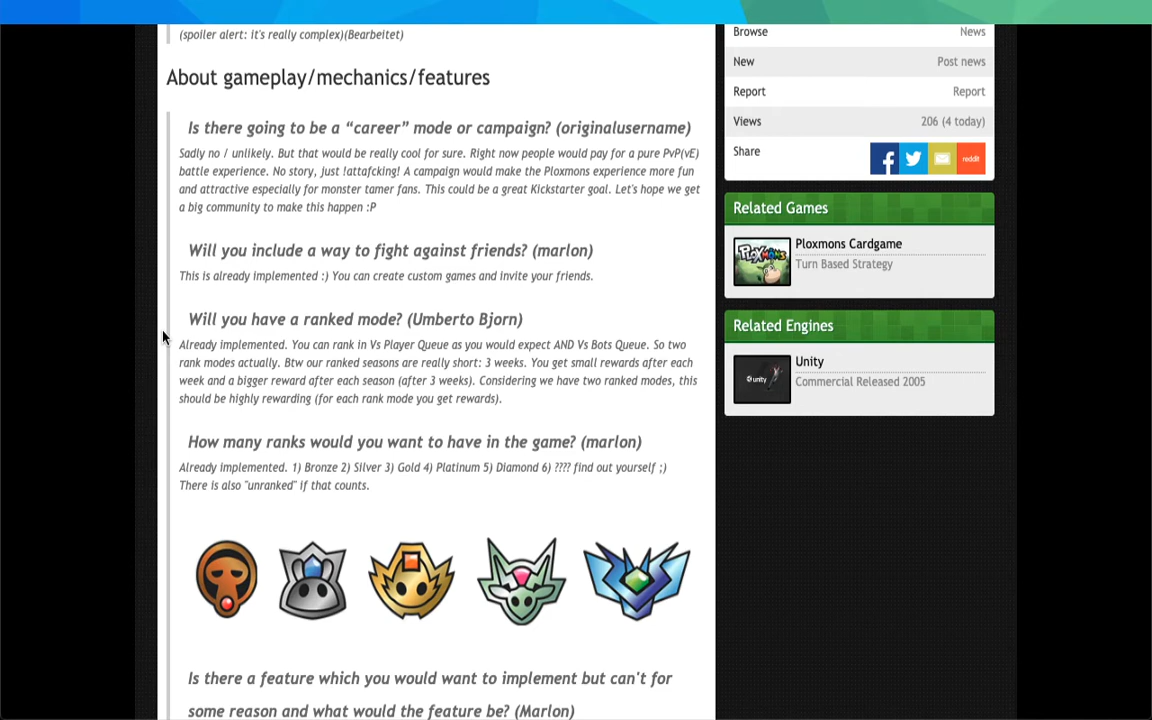 (spoiler alert: it's really complex)(Bearbeitet)
About gameplay/mechanics/features
Is there going to be a “career” mode or campaign? (originalusername)
Sadly no / unlikely. But that would be really cool for sure. Right now people would pay for a pure PvP(vE)
battle experience. No story, just !attafcking! A campaign would make the Ploxmons experience more fun
and attractive especially for monster tamer fans. This could be a great Kickstarter goal. Let's hope we get
a big community to make this happen :P
Will you include a way to fight against friends? (marlon)
This is already implemented :) You can create custom games and invite your friends.
Will you have a ranked mode? (Umberto Bjorn)
Already implemented. You can rank in Vs Player Queue as you would expect AND Vs Bots Queue. So two
rank modes actually. Btw our ranked seasons are really short: 3 weeks. You get small rewards after each
week and a bigger reward after each season (after 3 weeks). Considering we have two ranked modes, this
should be highly rewarding (for each rank mode you get rewards).
How many ranks would you want to have in the game? (marlon)
Already implemented. 1) Bronze 2) Silver 3) Gold 4) Platinum 5) Diamond 6) ???? find out yourself ;)
There is also "unranked" if that counts.
Is there a feature which you would want to implement but can't for
some reason and what would the feature be? (Marlon)
Browse News
New Post news
Report Report
Views 206 (4 today)
Share
reddit
Related Games
PLOXMONS
Ploxmons Cardgame
Turn Based Strategy
Related Engines
unity
Unity
Commercial Released 2005